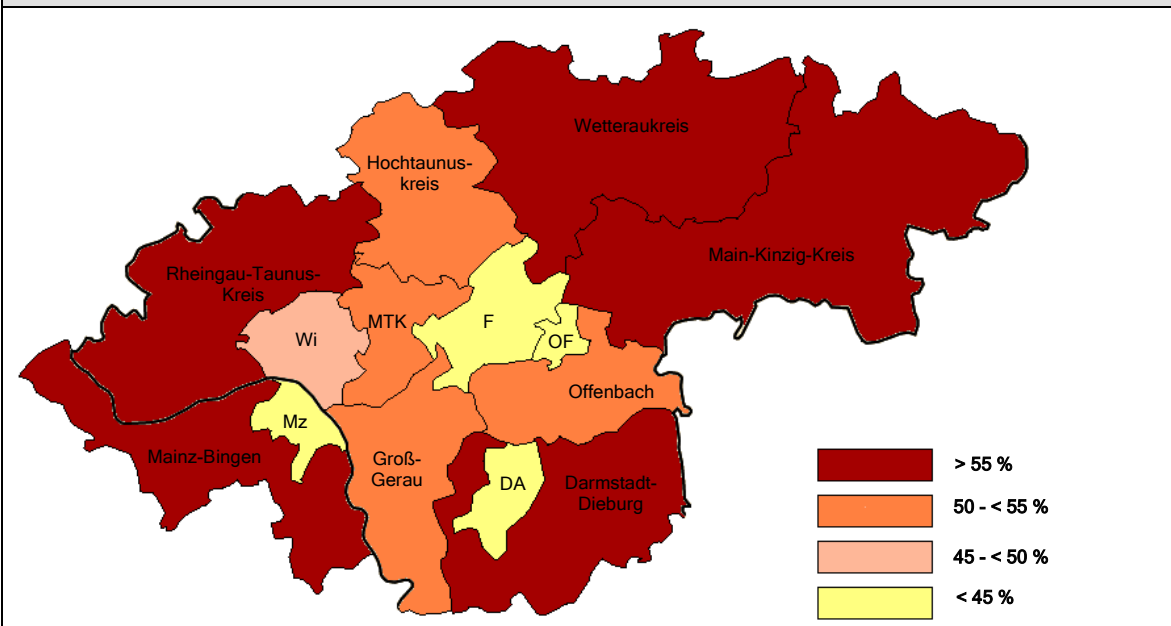 Wetteraukreis
Hochtaunus-
kreis
Main-Kinzig-Kreis
Rheingau-Taunus-
Kreis
MTK
F
Wi
OF
Offenbach
Mz
Mainz-Bingen
Groß-
Gerau
DA
Darmstadt-
Dieburg
> 55 %
50 - < 55 %
45 - < 50 %
< 45 %